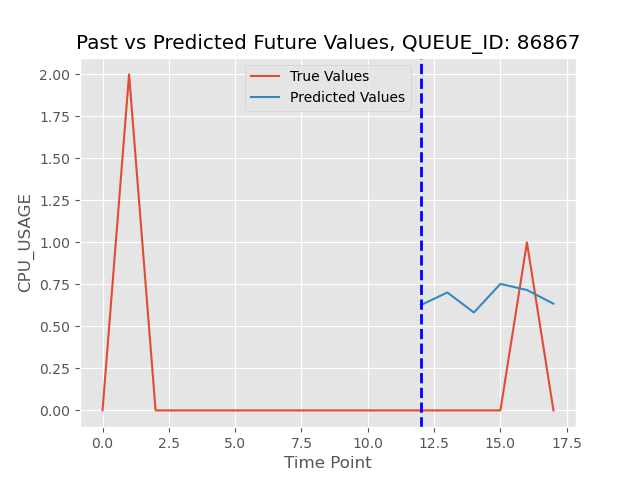 Past vs Predicted Future Values, QUEUE_ID: 86867
True Values
Predicted Values
CPU_USAGE
2.00
1.75
1.50
1.25
1.00
0.75
0.50
0.25
0.00
0.0 2.5 5.0 7.5 10.0 12.5 15.0 17.5
Time Point